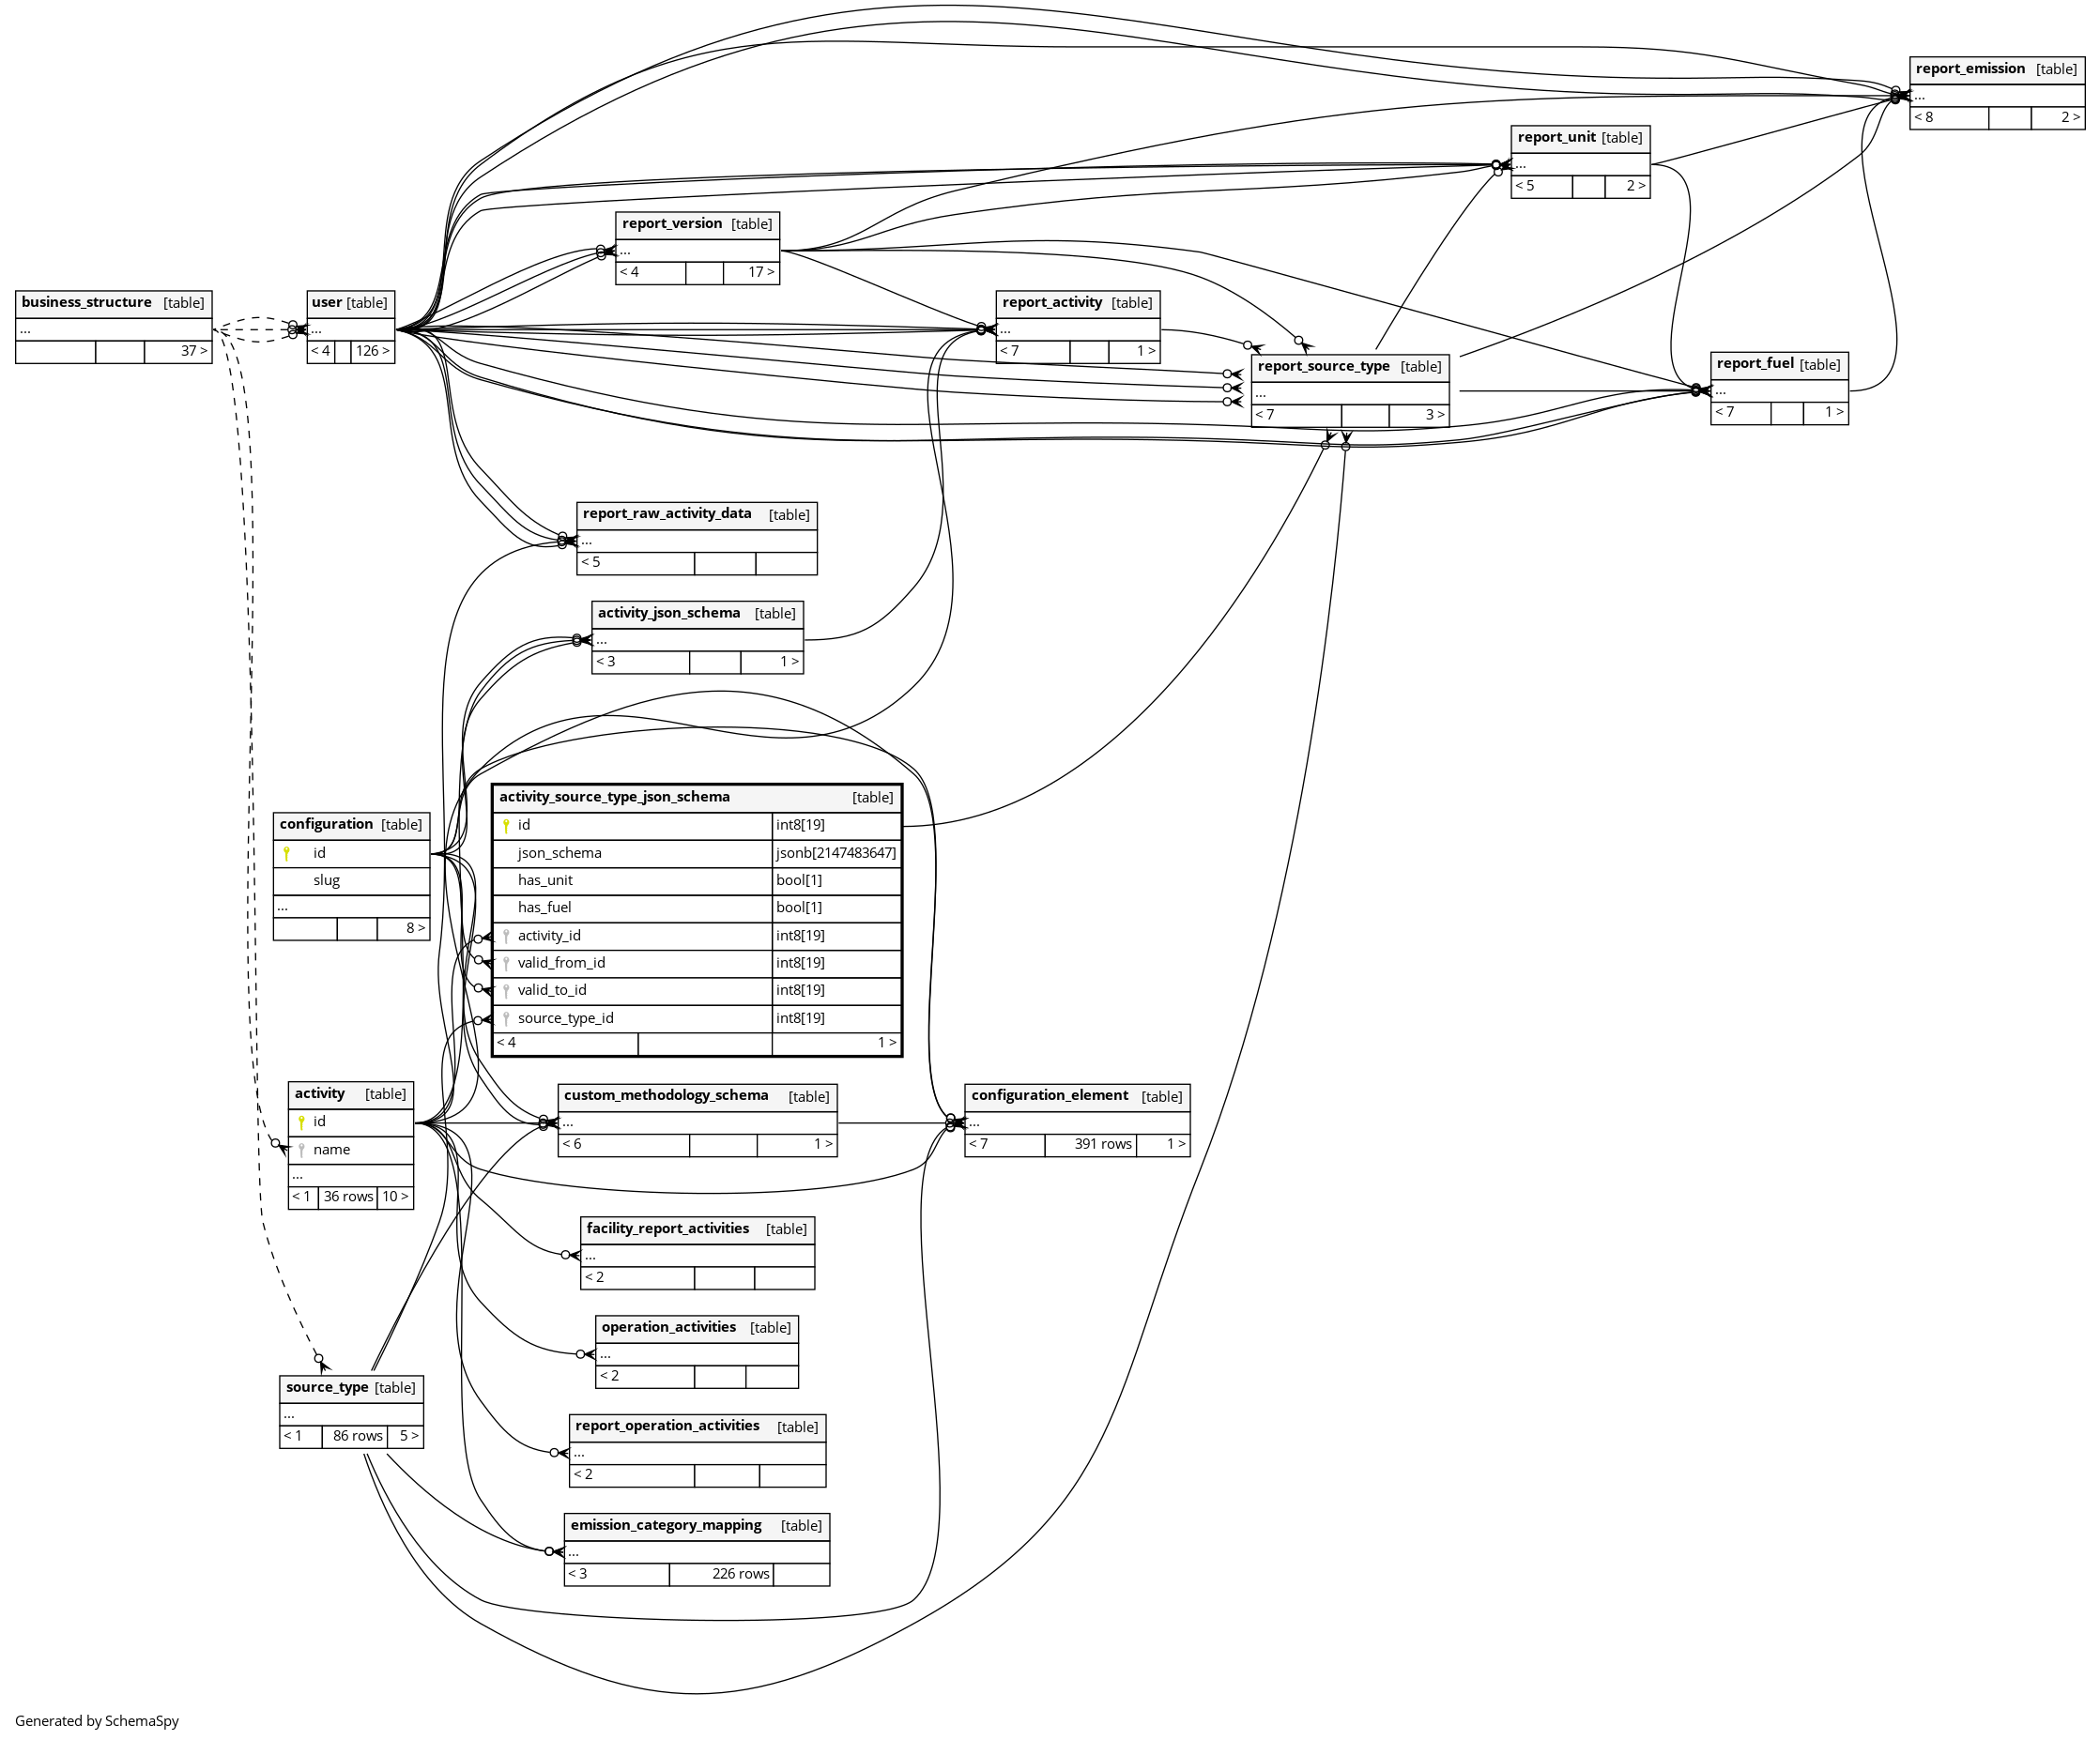 report_emission [table]
...
< 8 2 >
report_unit [table]
...
< 5 2 >
report_version [table]
...
< 4 17 >
business_structure [table]
...
37 >
user [table]
...
< 4 126 >
report_activity [table]
...
< 7 1 >
report_source_type [table]
...
< 7 3 >
report_fuel [table]
...
< 7 1 >
report_raw_activity_data [table]
...
< 5
activity_json_schema [table]
...
< 3 1 >
activity_source_type_json_schema [table]
id int8[19]
json_schema jsonb[2147483647]
has_unit bool[1]
has_fuel bool[1]
activity_id int8[19]
valid_from_id int8[19]
valid_to_id int8[19]
source_type_id int8[19]
< 4 1 >
configuration [table]
id
slug
...
8 >
activity [table]
id
name
...
< 1 36 rows 10 >
custom_methodology_schema [table]
...
< 6 1 >
configuration_element [table]
...
< 7 391 rows 1 >
facility_report_activities [table]
...
< 2
operation_activities [table]
...
< 2
source_type [table]
...
< 1 86 rows 5 >
report_operation_activities [table]
...
< 2
emission_category_mapping [table]
...
< 3 226 rows
Generated by SchemaSpy